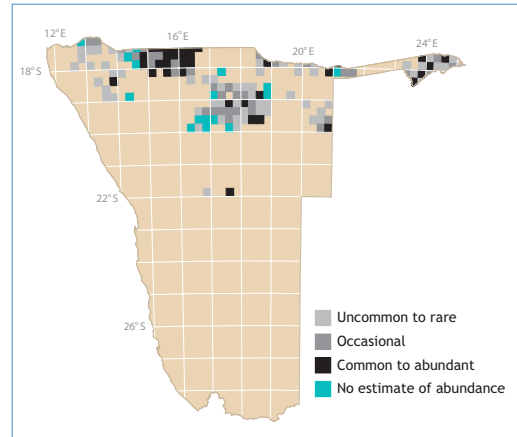 12°E
16°E
20°E
24°E
18°S
22°S
26°S
Uncommon to rare
Occasional
Common to abundant
No estimate of abundance